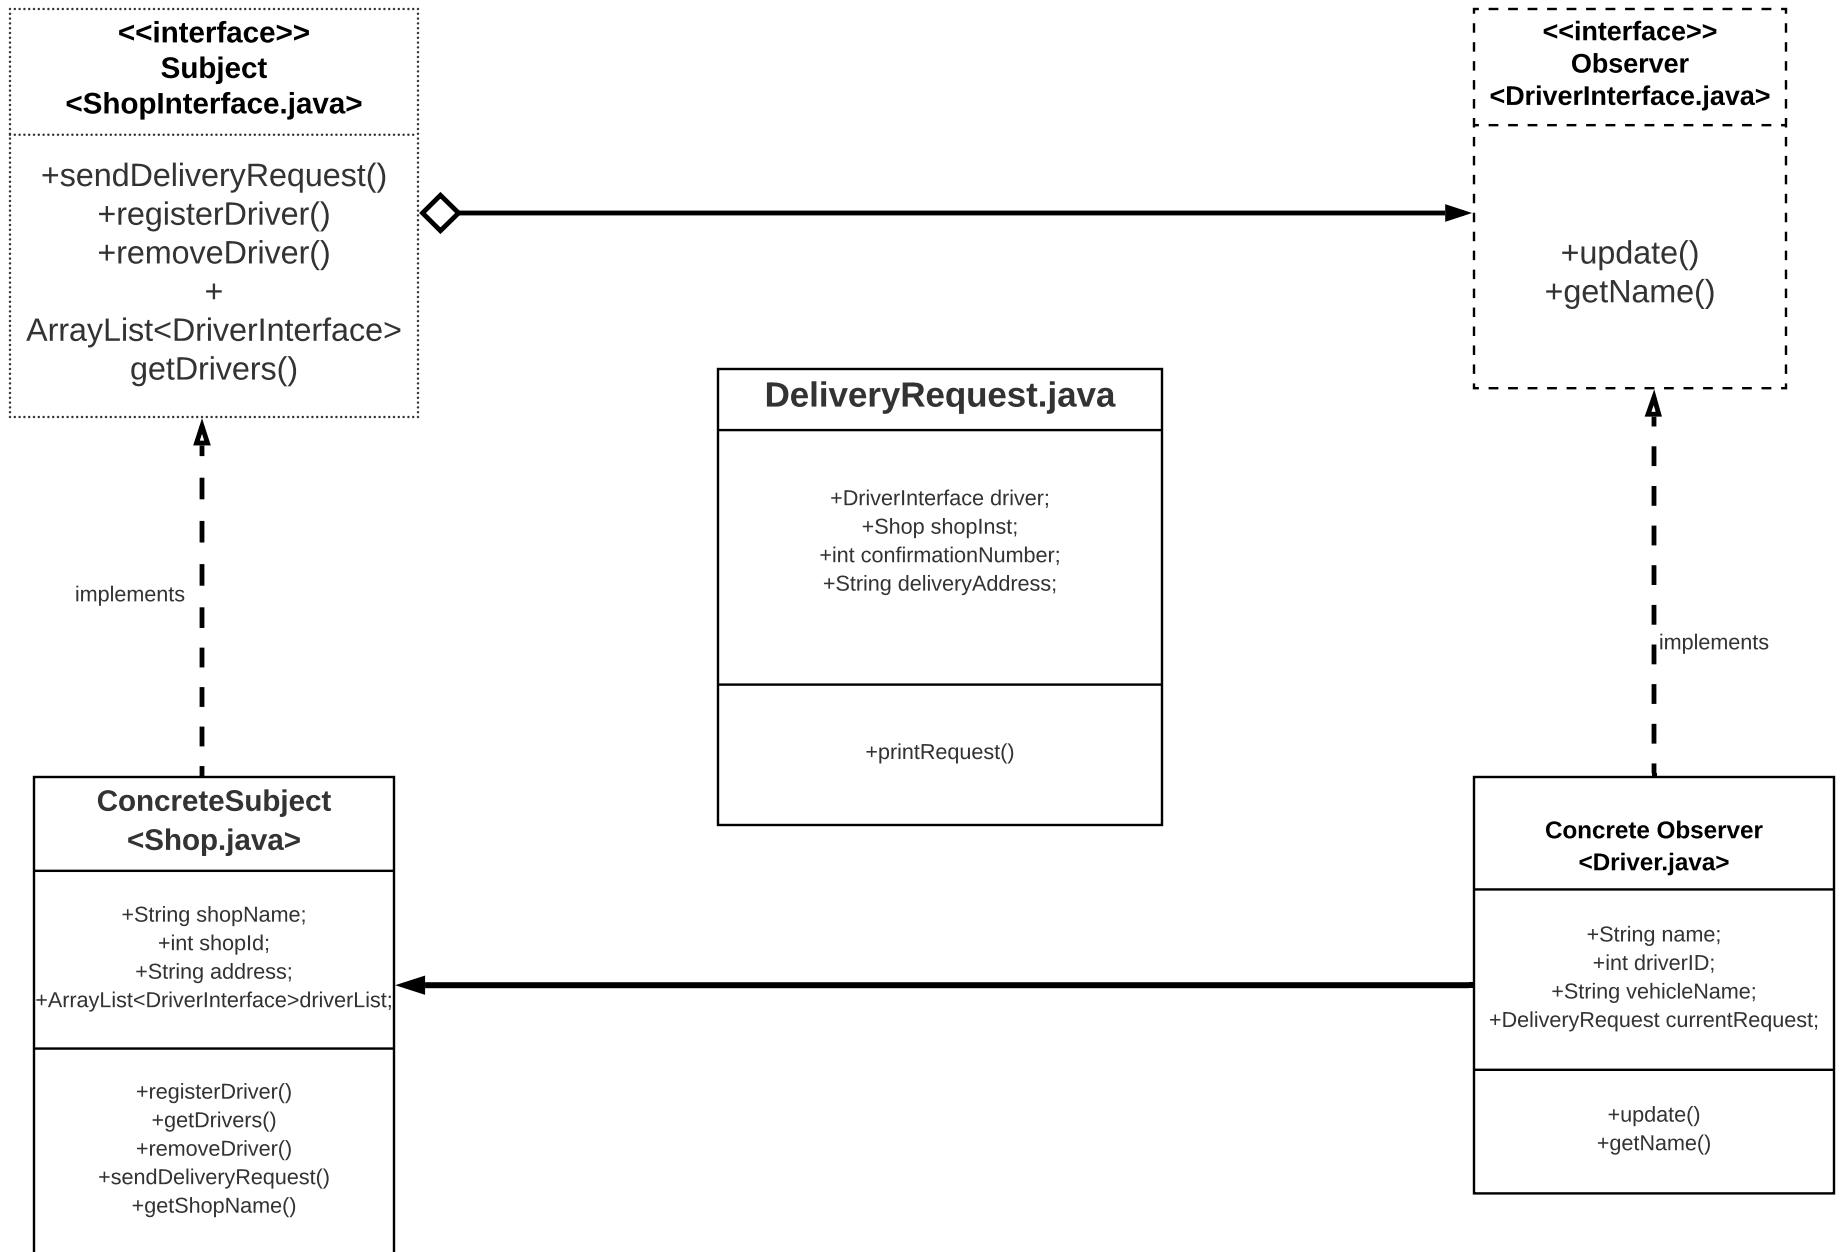 <<interface>>
Subject
<ShopInterface.java>
+sendDeliveryRequest()
+registerDriver()
+removeDriver()
+
ArrayList<DriverInterface>
getDrivers()
<<interface>>
Observer
<DriverInterface.java>
+update()
+getName()
DeliveryRequest.java
+DriverInterface driver;
+Shop shopInst;
+int confirmationNumber;
+String deliveryAddress;
+printRequest()
implements
implements
ConcreteSubject
<Shop.java>
+String shopName;
+int shopId;
+String address;
+ArrayList<DriverInterface>driverList;
+registerDriver()
+getDrivers()
+removeDriver()
+sendDeliveryRequest()
+getShopName()
Concrete Observer
<Driver.java>
+String name;
+int driverID;
+String vehicleName;
+DeliveryRequest currentRequest;
+update()
+getName()